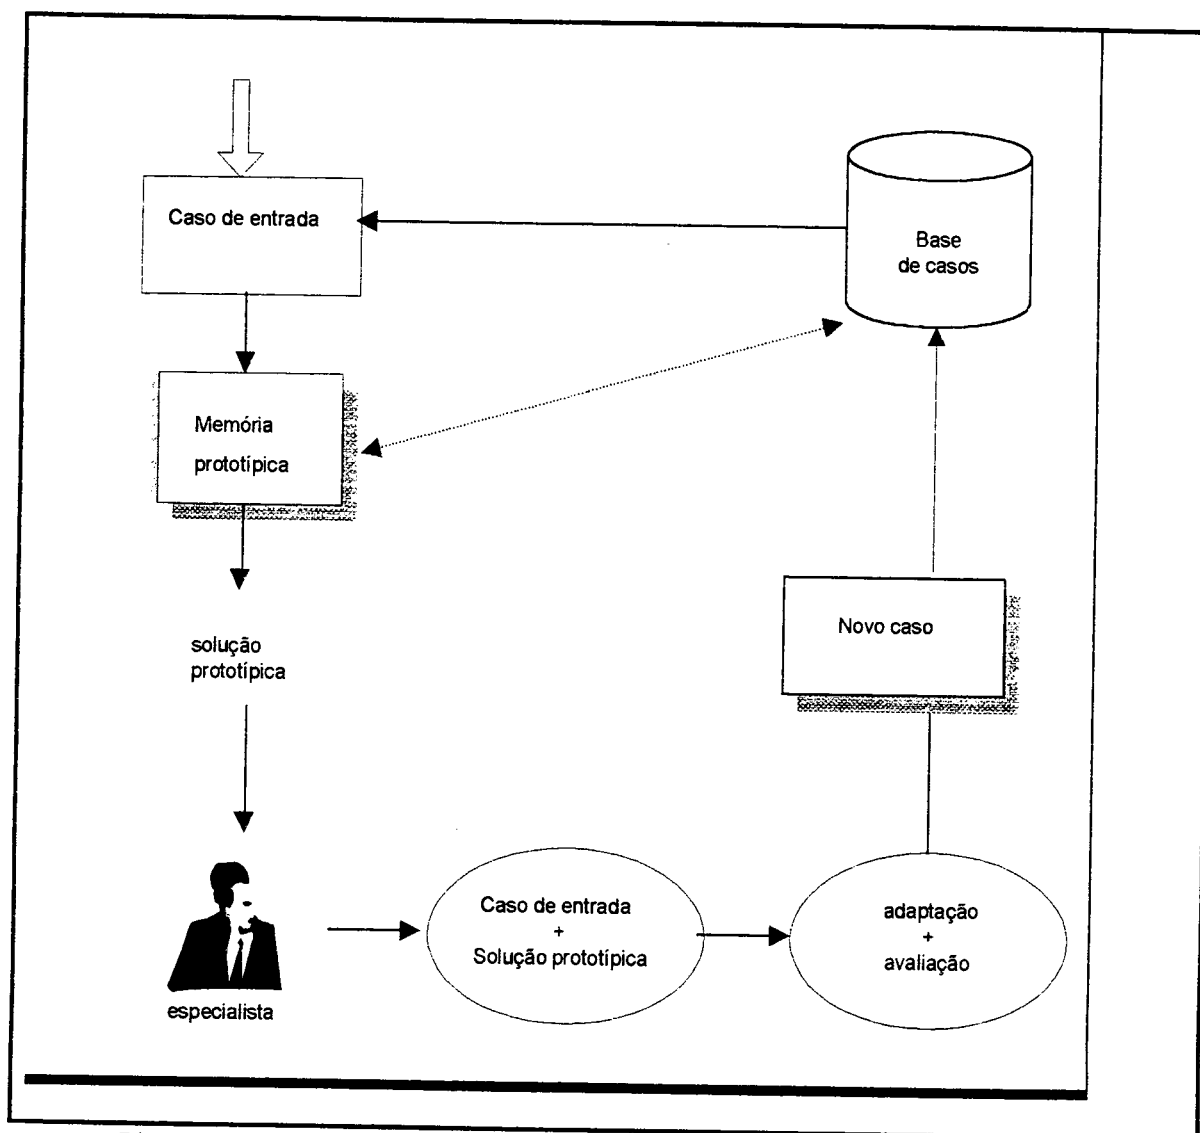 Caso de entrada
Base
de casos
Memória
prototípica
solução
prototípica
Novo caso
especialista
Caso de entrada
+
Solução prototípica
adaptação
+
avaliação